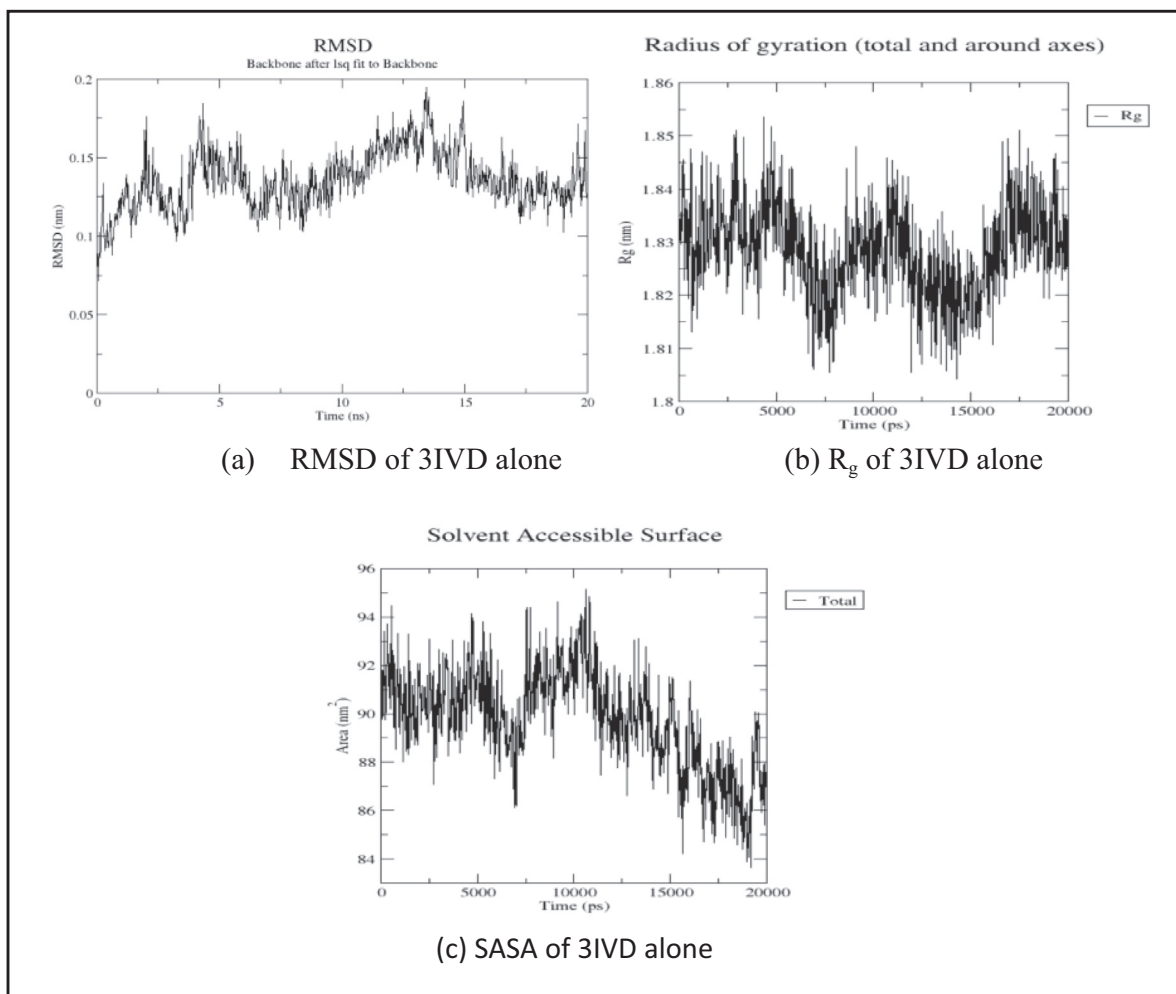 RMSD
Backbone after lsq fit to Backbone
0.2
0.15
0.1
0.05
0
RMSD (nm)
0 5 10 15 20
Time (ns)
(a) RMSD of 3IVD alone
Radius of gyration (total and around axes)
1.86
1.85
1.84
1.83
1.82
1.81
1.8
Rg (nm)
Rg
0 5000 10000 15000 20000
Time (ps)
(b) Rg of 3IVD alone
Solvent Accessible Surface
96
94
92
90
88
86
84
Area (nm²)
Total
0 5000 10000 15000 20000
Time (ps)
(c) SASA of 3IVD alone